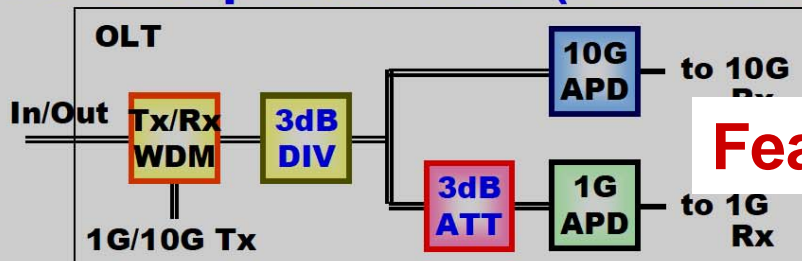 OLT
10G
APD
to 10G
Rx
In/Out
Tx/Rx
WDM
3dB
DIV
Fea
3dB
ATT
1G
APD
to 1G
Rx
1G/10G Tx